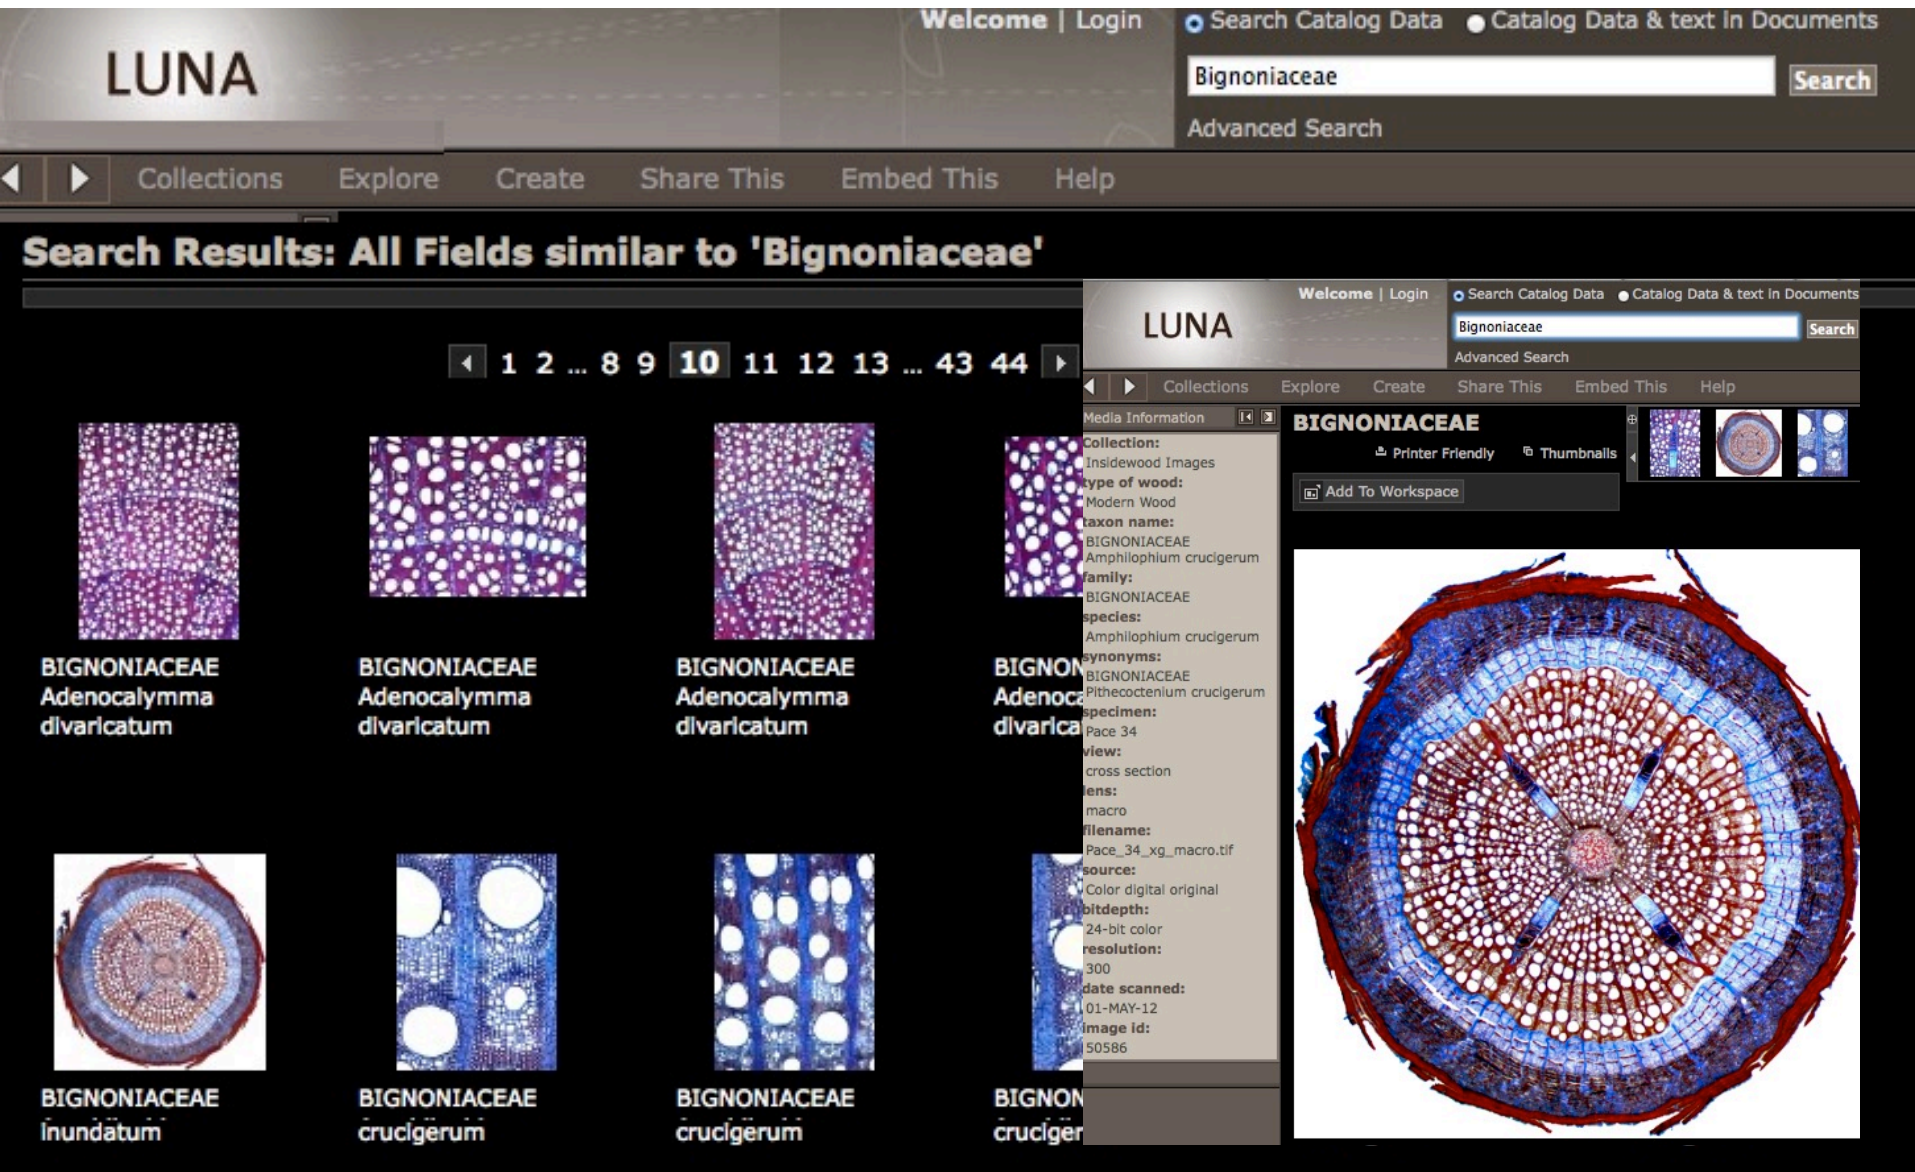 Welcome | Login
Search Catalog Data
Catalog Data & text in Documents
LUNA
Bignoniaceae
Search
Advanced Search
Collections
Explore
Create
Share This
Embed This
Help
Search Results: All Fields similar to 'Bignoniaceae'
1 2 ... 8 9 10 11 12 13 ... 43 44
BIGNONIACEAE
Adenocalymma
divaricatum
BIGNONIACEAE
Adenocalymma
divaricatum
BIGNONIACEAE
Adenocalymma
divaricatum
BIGNON
Adenoca
divarica
BIGNONIACEAE
inundatum
BIGNONIACEAE
crucigerum
BIGNONIACEAE
crucigerum
BIGNON
cruciger
Welcome | Login
Search Catalog Data
Catalog Data & text in Documents
LUNA
Bignoniaceae
Search
Advanced Search
Collections
Explore
Create
Share This
Embed This
Help
Media Information
Collection:
Insidewood Images
type of wood:
Modern Wood
taxon name:
BIGNONIACEAE
Amphilophium crucigerum
family:
BIGNONIACEAE
species:
Amphilophium crucigerum
synonyms:
BIGNONIACEAE
Pithecoctenium crucigerum
specimen:
Pace 34
view:
cross section
lens:
macro
filename:
Pace_34_xg_macro.tif
source:
Color digital original
bitdepth:
24-bit color
resolution:
300
date scanned:
01-MAY-12
image id:
50586
BIGNONIACEAE
Printer Friendly
Thumbnails
Add To Workspace